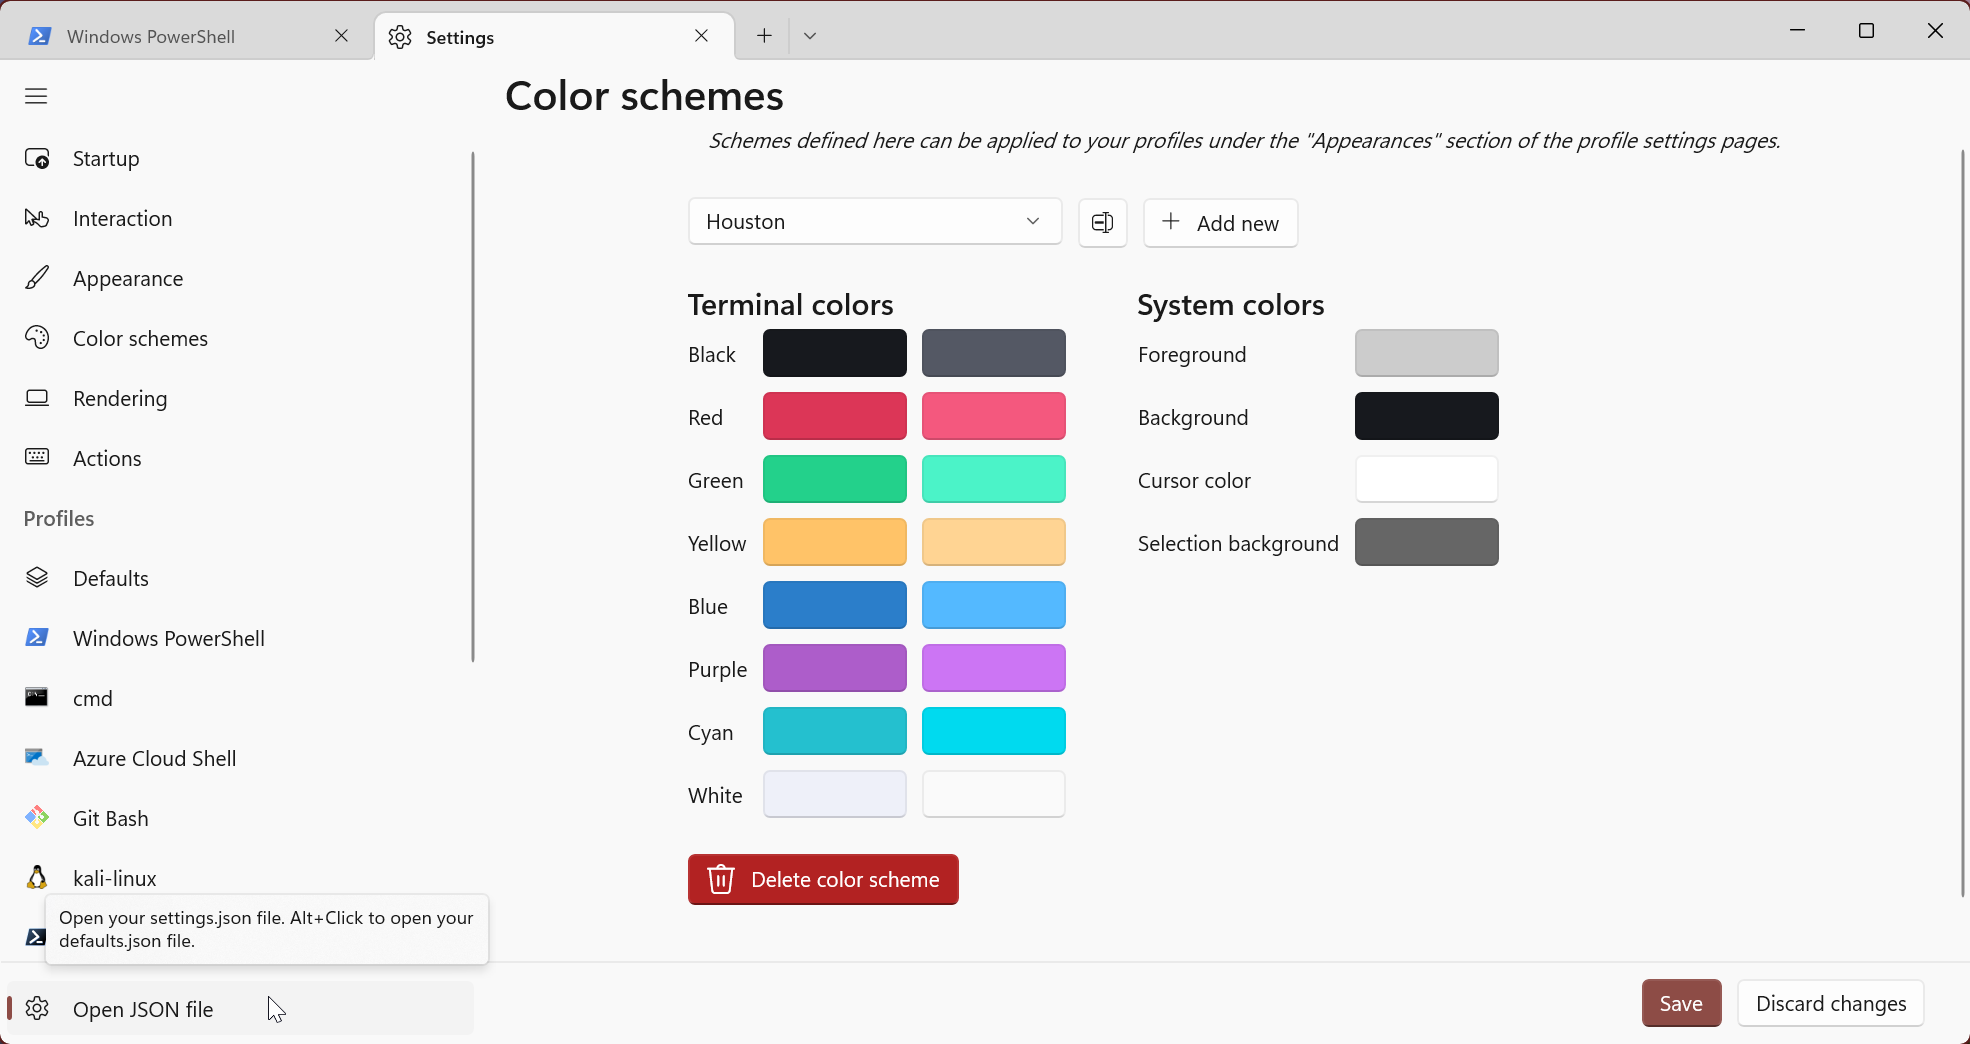 Windows PowerShell
Settings
Color schemes
Schemes defined here can be applied to your profiles under the "Appearances" section of the profile settings pages.
Startup
Interaction
Appearance
Color schemes
Rendering
Actions
Profiles
Defaults
Windows PowerShell
cmd
Azure Cloud Shell
Git Bash
kali-linux
Open your settings.json file. Alt+Click to open your
defaults.json file.
Open JSON file
Houston
Add new
Terminal colors
Black
Red
Green
Yellow
Blue
Purple
Cyan
White
System colors
Foreground
Background
Cursor color
Selection background
Delete color scheme
Save
Discard changes